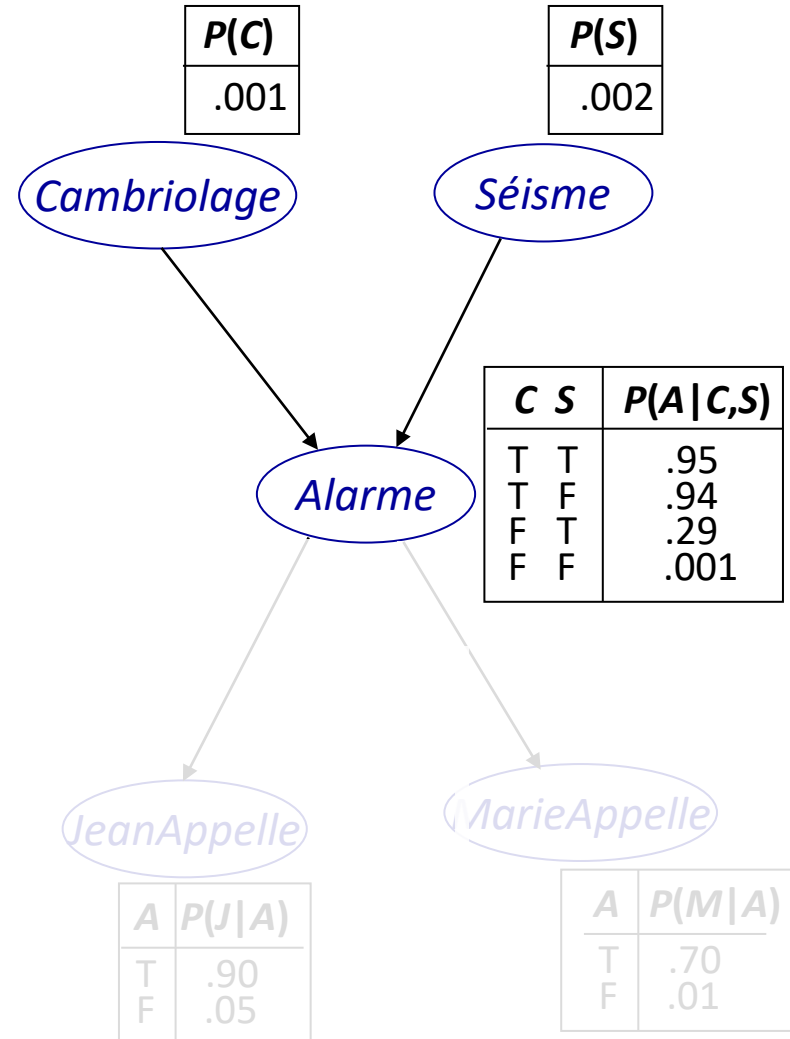 P(C)
.001
P(S)
.002
Cambriolage
Séisme
C S P(A|C,S)
T T .95
T F .94
F T .29
F F .001
Alarme
JeanAppelle
MarieAppelle
A P(J|A)
T .90
F .05
A P(M|A)
T .70
F .01